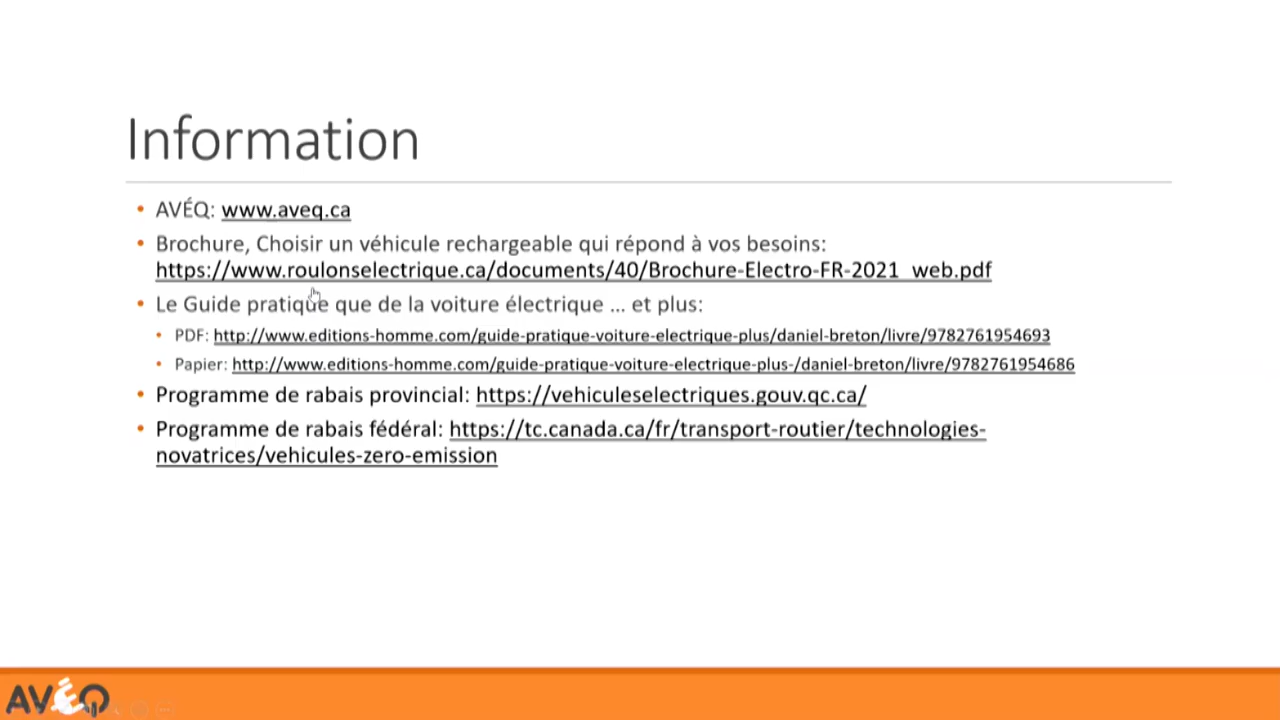 Information
• AVÉQ: www.aveq.ca
• Brochure, Choisir un véhicule rechargeable qui répond à vos besoins:
https://www.roulonselectrique.ca/documents/40/Brochure-Electro-FR-2021_web.pdf
• Le Guide pratique que de la voiture électrique ... et plus:
• PDF: http://www.editions-homme.com/guide-pratique-voiture-electrique-plus/daniel-breton/livre/9782761954693
• Papier: http://www.editions-homme.com/guide-pratique-voiture-electrique-plus-/daniel-breton/livre/9782761954686
• Programme de rabais provincial: https://vehiculeselectriques.gouv.qc.ca/
• Programme de rabais fédéral: https://tc.canada.ca/fr/transport-routier/technologies-
novatrices/vehicules-zero-emission
AVÉQ